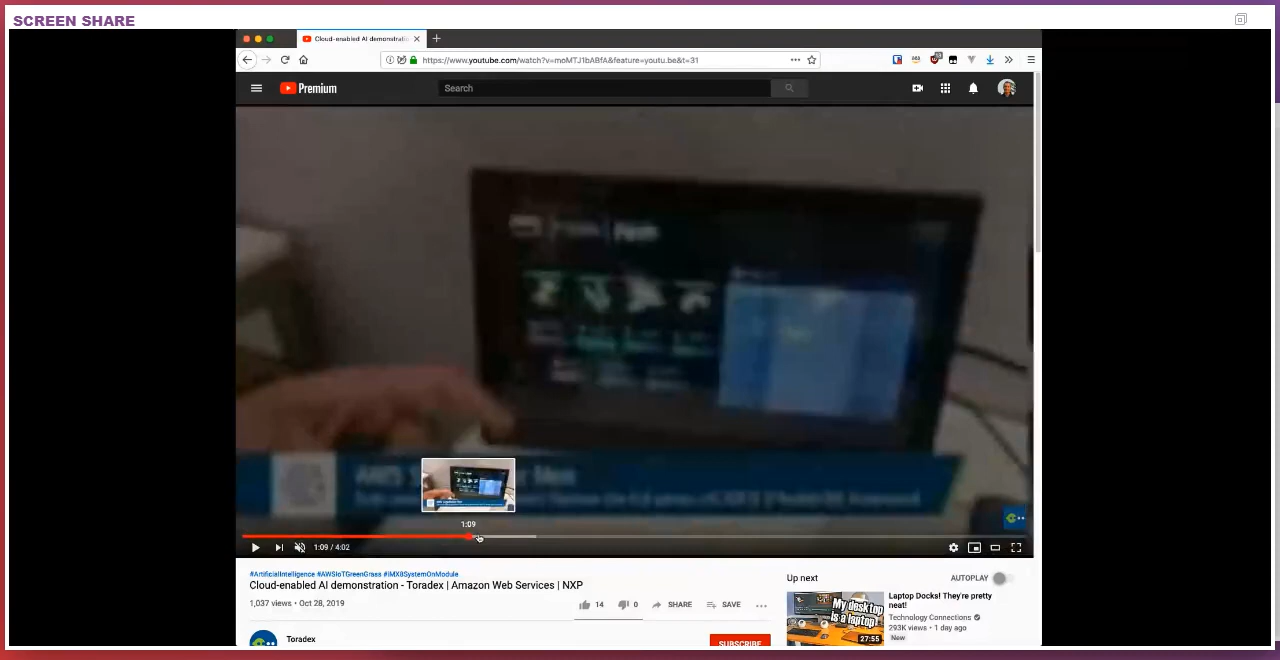 SCREEN SHARE
Cloud-enabled AI demonstratio
https://www.youtube.com/watch?v=moMTJ1bABfA&feature=youtu.be&t=31
Premium
Search
1:09
1:09 / 4:02
#ArtificialIntelligence #AWSIoTGreenGrass #iMX8SystemOnModule
Cloud-enabled AI demonstration - Toradex | Amazon Web Services | NXP
1,037 views • Oct 28, 2019
14
0
SHARE
SAVE
Toradex
SUBSCRIBE
Up next
AUTOPLAY
My desktop
is a laptop!
27:55
Laptop Docks! They're pretty
neat!
Technology Connections
293K views • 1 day ago
New